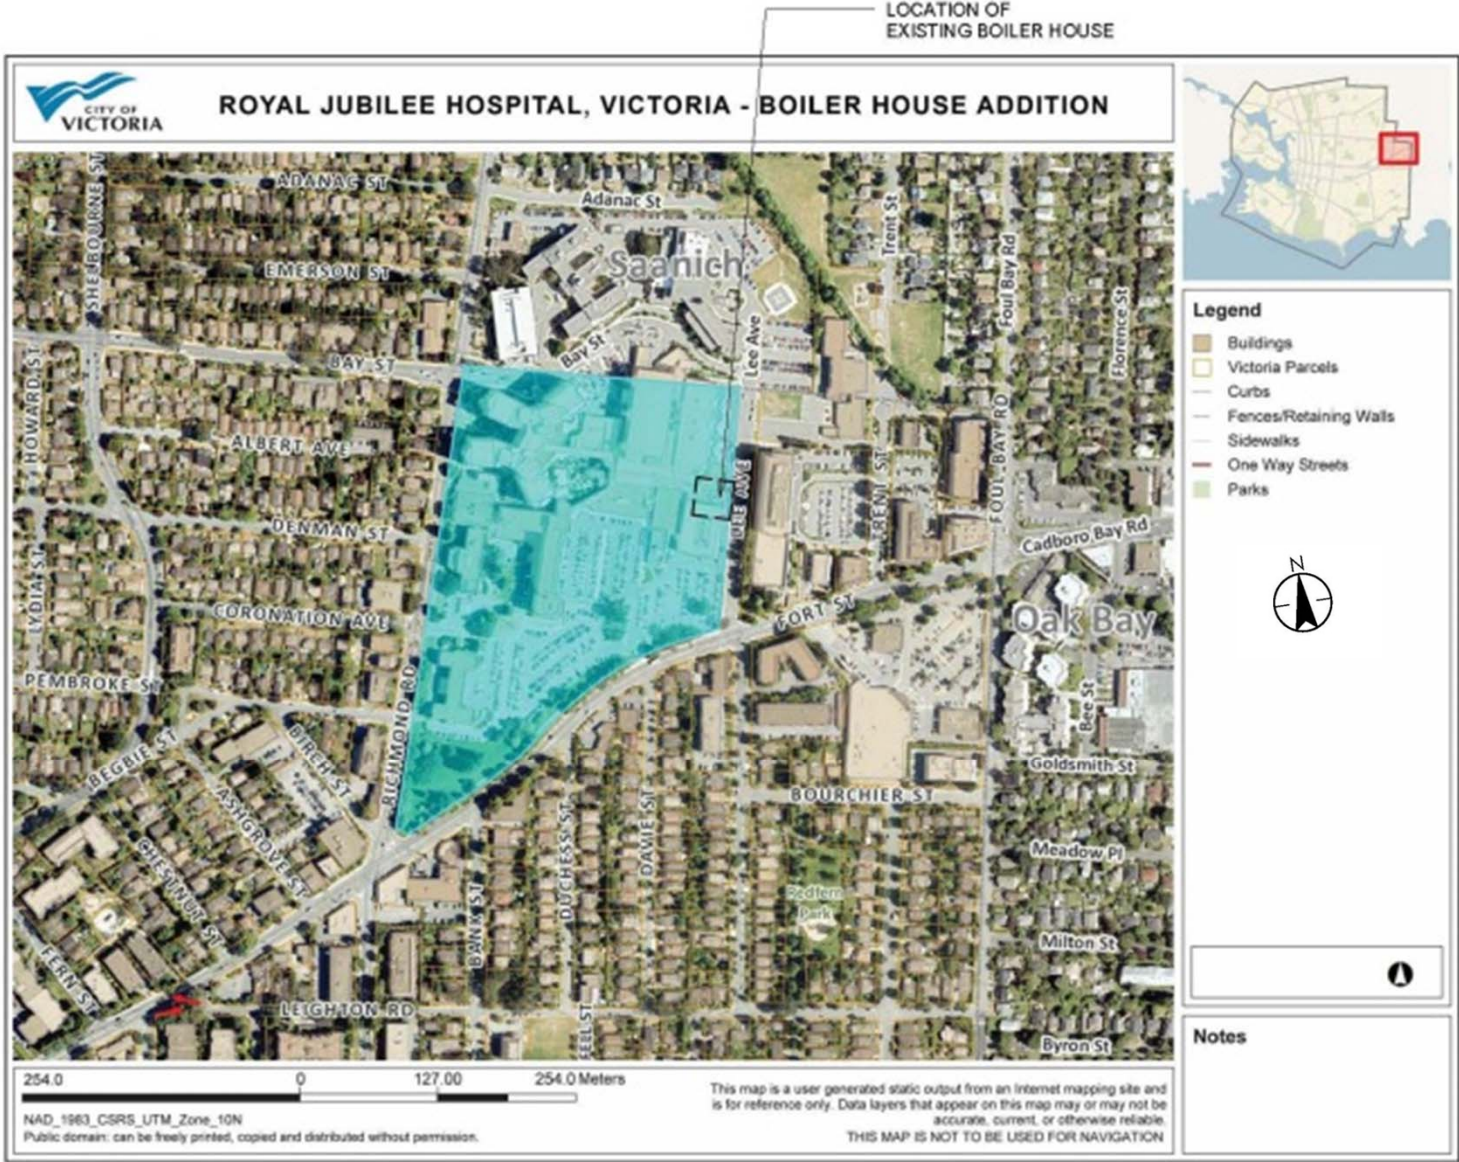 LOCATION OF
EXISTING BOILER HOUSE
CITY OF
VICTORIA
ROYAL JUBILEE HOSPITAL, VICTORIA - BOILER HOUSE ADDITION
SHELBOURNE ST
ADANAC ST
Adanac St
Trent St
Foul Bay Rd
EMERSON ST
Saanich
Florence St
HOWARD ST
BAY ST
Bay St
Lee Ave
ALBERT AVE
DENMAN ST
LEE AVE
TRENT ST
FOUL BAY RD
Cadboro Bay Rd
LYDIA ST
CORONATION AVE
FORT ST
Oak Bay
PEMBROKE ST
RICHMOND RD
Bee St
BEGBIE ST
BIRCH ST
Goldsmith St
ASHGROVE ST
BOURCHIER ST
CHESTNUT ST
DUCHESS ST
DAVIE ST
Meadow Pl
BANK ST
Redfern
Park
Milton St
FERN ST
LEIGHTON RD
FELL ST
Byron St
Legend
Buildings
Victoria Parcels
Curbs
Fences/Retaining Walls
Sidewalks
One Way Streets
Parks
N
Notes
254.0 0 127.00 254.0 Meters
NAD_1983_CSRS_UTM_Zone_10N
Public domain: can be freely printed, copied and distributed without permission.
This map is a user generated static output from an Internet mapping site and
is for reference only. Data layers that appear on this map may or may not be
accurate, current, or otherwise reliable.
THIS MAP IS NOT TO BE USED FOR NAVIGATION